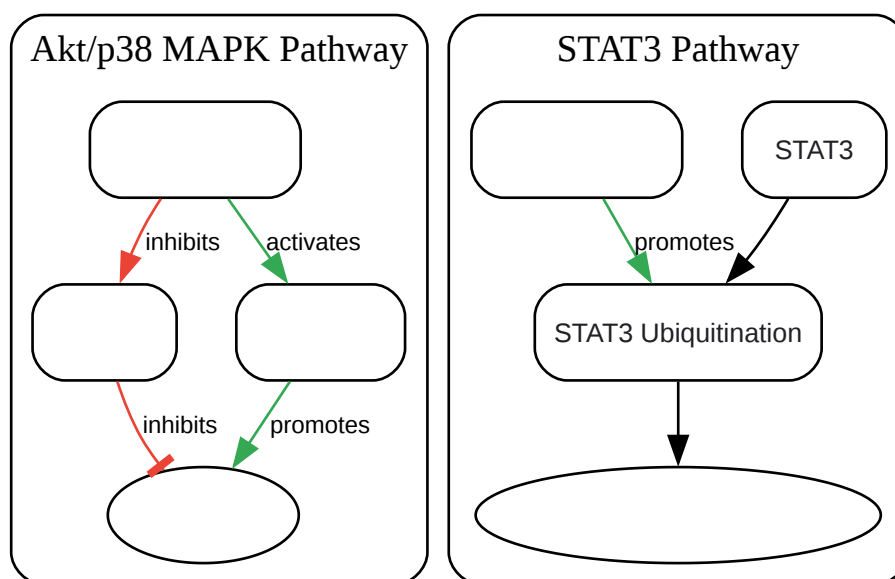 Akt/p38 MAPK Pathway
STAT3 Pathway
STAT3
inhibits
activates
promotes
STAT3 Ubiquitination
inhibits
promotes